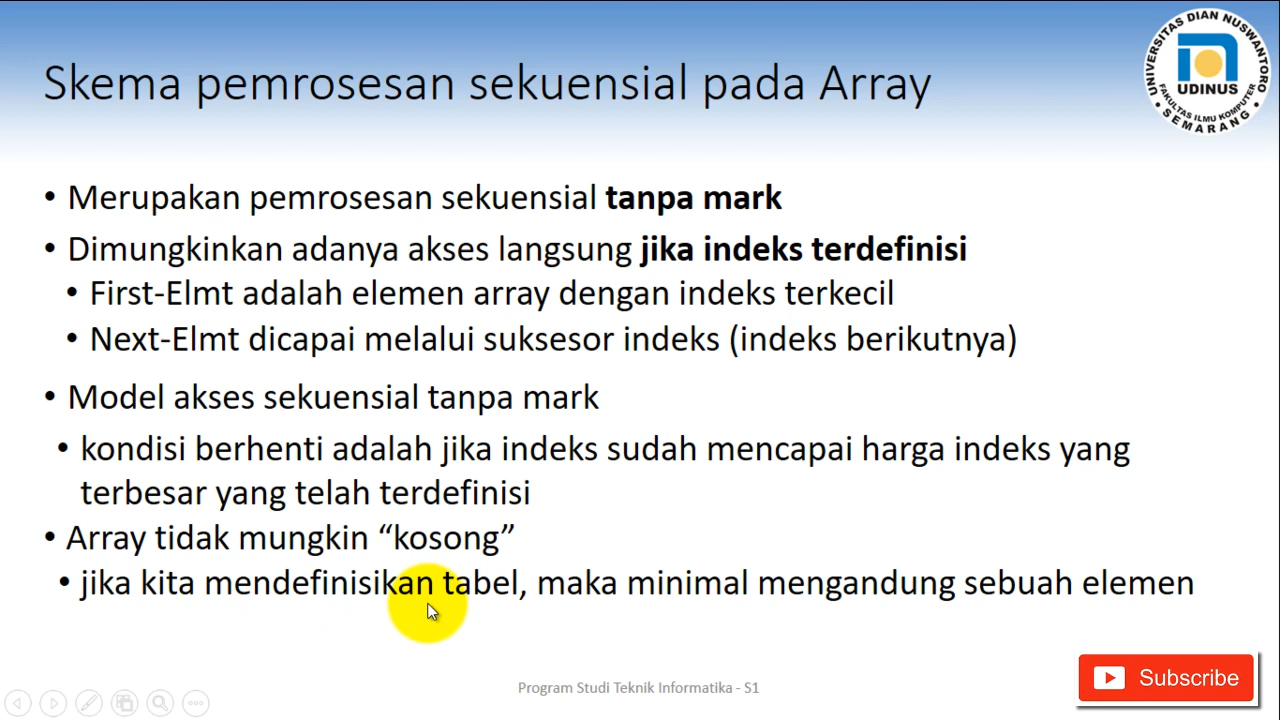 Skema pemrosesan sekuensial pada Array
UNIVERSITAS DIAN NUSWANTORO
UDINUS
FAKULTAS ILMU KOMPUTER
• SEMARANG •
• Merupakan pemrosesan sekuensial tanpa mark
• Dimungkinkan adanya akses langsung jika indeks terdefinisi
• First-Elmt adalah elemen array dengan indeks terkecil
• Next-Elmt dicapai melalui suksesor indeks (indeks berikutnya)
• Model akses sekuensial tanpa mark
• kondisi berhenti adalah jika indeks sudah mencapai harga indeks yang
terbesar yang telah terdefinisi
• Array tidak mungkin “kosong”
• jika kita mendefinisikan tabel, maka minimal mengandung sebuah elemen
Program Studi Teknik Informatika - S1
Subscribe